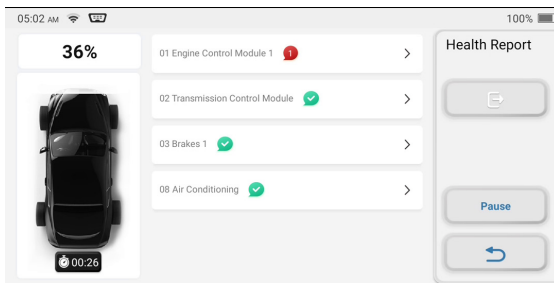 05:02 AM
100%
36%
01 Engine Control Module 1
1
Health Report
02 Transmission Control Module
03 Brakes 1
08 Air Conditioning
Pause
00:26